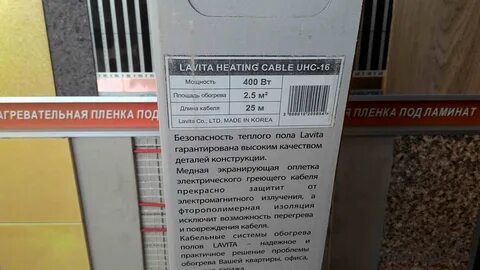 LAVITA HEATING CABLE UHC-16
Мощность 400 Вт
Площадь обогрева 2.5 м²
Длина кабеля 25 м
Lavita Co., LTD, MADE IN KOREA
НАГРЕВАТЕЛЬНАЯ ПЛЕНКА ПОД
ПЛЕНКА ПОД ЛАМИНАТ
Безопасность теплого пола Lavita
гарантирована высоким качеством
деталей конструкции.
Медная экранирующая оплетка
электрического греющего кабеля
прекрасно защитит от
электромагнитного излучения, а
фторополимерная изоляция
исключит возможность перегрева
и повреждения кабеля.
Кабельные системы обогрева
полов LAVITA – надежное и
практичное решение проблемы
обогрева Вашей квартиры, офиса,